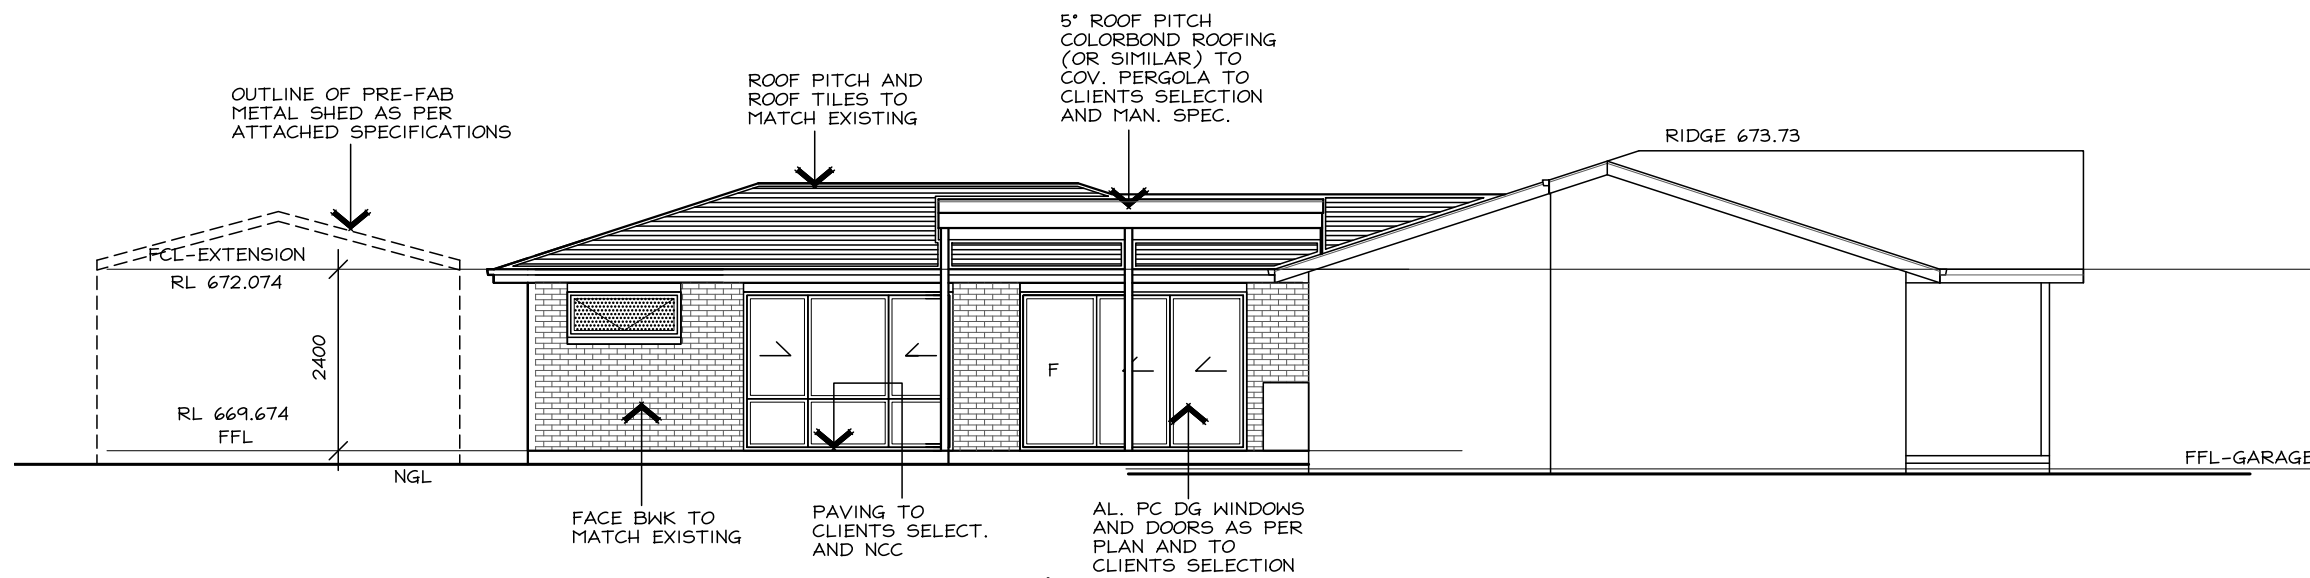 5° ROOF PITCH
COLORBOND ROOFING
(OR SIMILAR) TO
COV. PERGOLA TO
CLIENTS SELECTION
AND MAN. SPEC.
ROOF PITCH AND
ROOF TILES TO
MATCH EXISTING
OUTLINE OF PRE-FAB
METAL SHED AS PER
ATTACHED SPECIFICATIONS
RIDGE 673.73
FCL-EXTENSION
RL 672.074
2400
RL 669.674
FFL
NGL
F
FFL-GARAGE
FACE BWK TO
MATCH EXISTING
PAVING TO
CLIENTS SELECT.
AND NCC
AL. PC DG WINDOWS
AND DOORS AS PER
PLAN AND TO
CLIENTS SELECTION